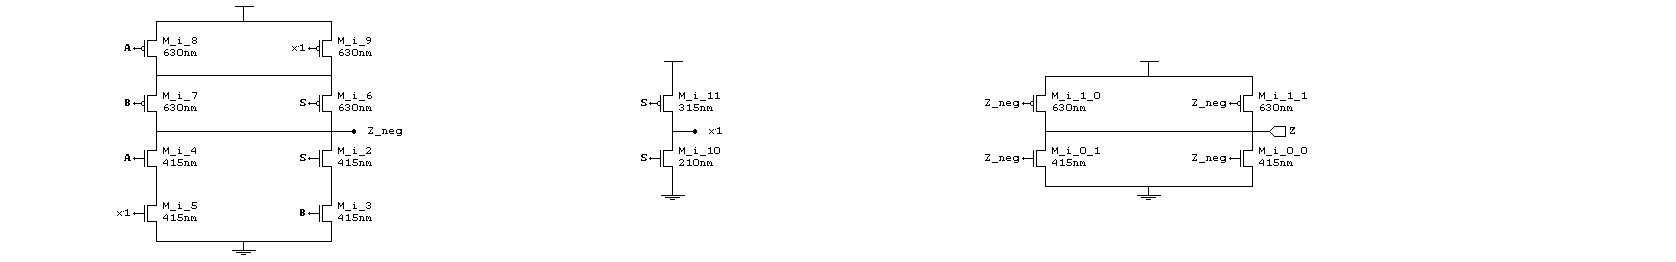 A
M_i_8
630nm
x1
M_i_9
630nm
B
M_i_7
630nm
S
M_i_6
630nm
Z_neg
A
M_i_4
415nm
S
M_i_2
415nm
x1
M_i_5
415nm
B
M_i_3
415nm
S
M_i_11
315nm
x1
S
M_i_10
210nm
Z_neg
M_i_1_0
630nm
Z_neg
M_i_1_1
630nm
Z
Z_neg
M_i_0_1
415nm
Z_neg
M_i_0_0
415nm